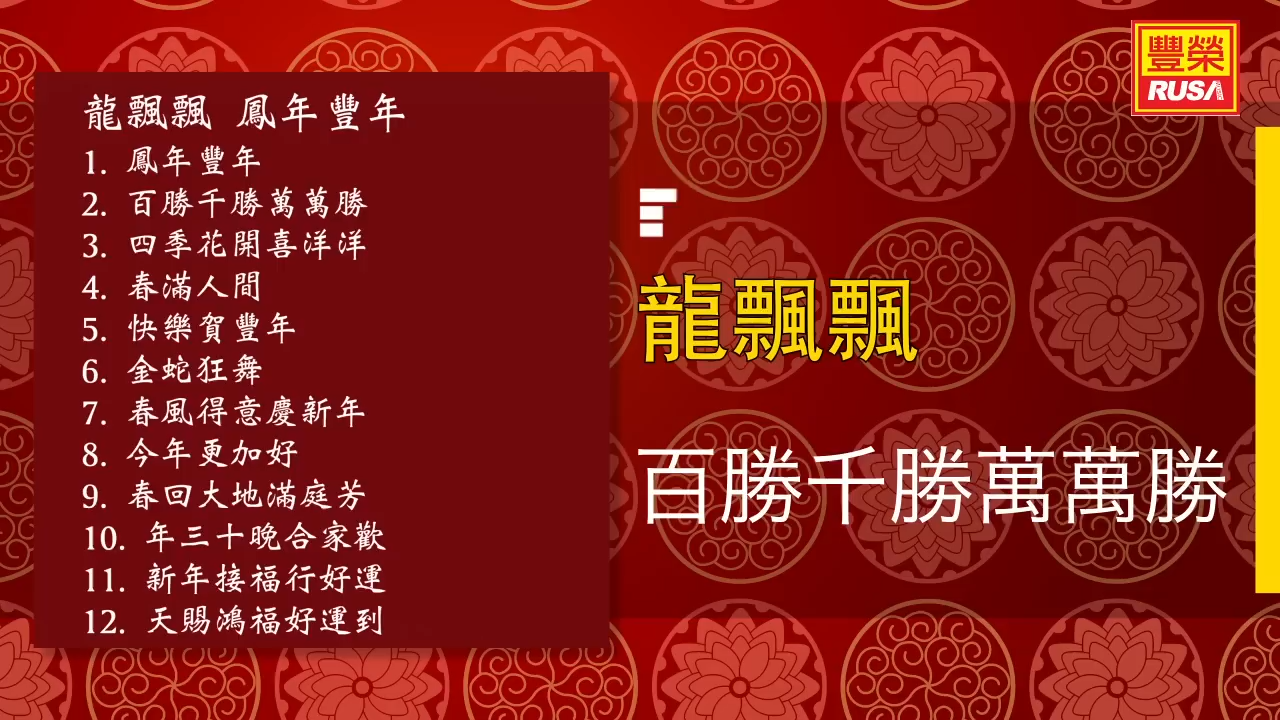 龍飄飄 鳳年豐年
1. 鳳年豐年
2. 百勝千勝萬萬勝
3. 四季花開喜洋洋
4. 春滿人間
5. 快樂賀豐年
6. 金蛇狂舞
7. 春風得意慶新年
8. 今年更加好
9. 春回大地滿庭芳
10. 年三十晚合家歡
11. 新年接福行好運
12. 天賜鴻福好運到
豐榮
RUSA
龍飄飄
百勝千勝萬萬勝